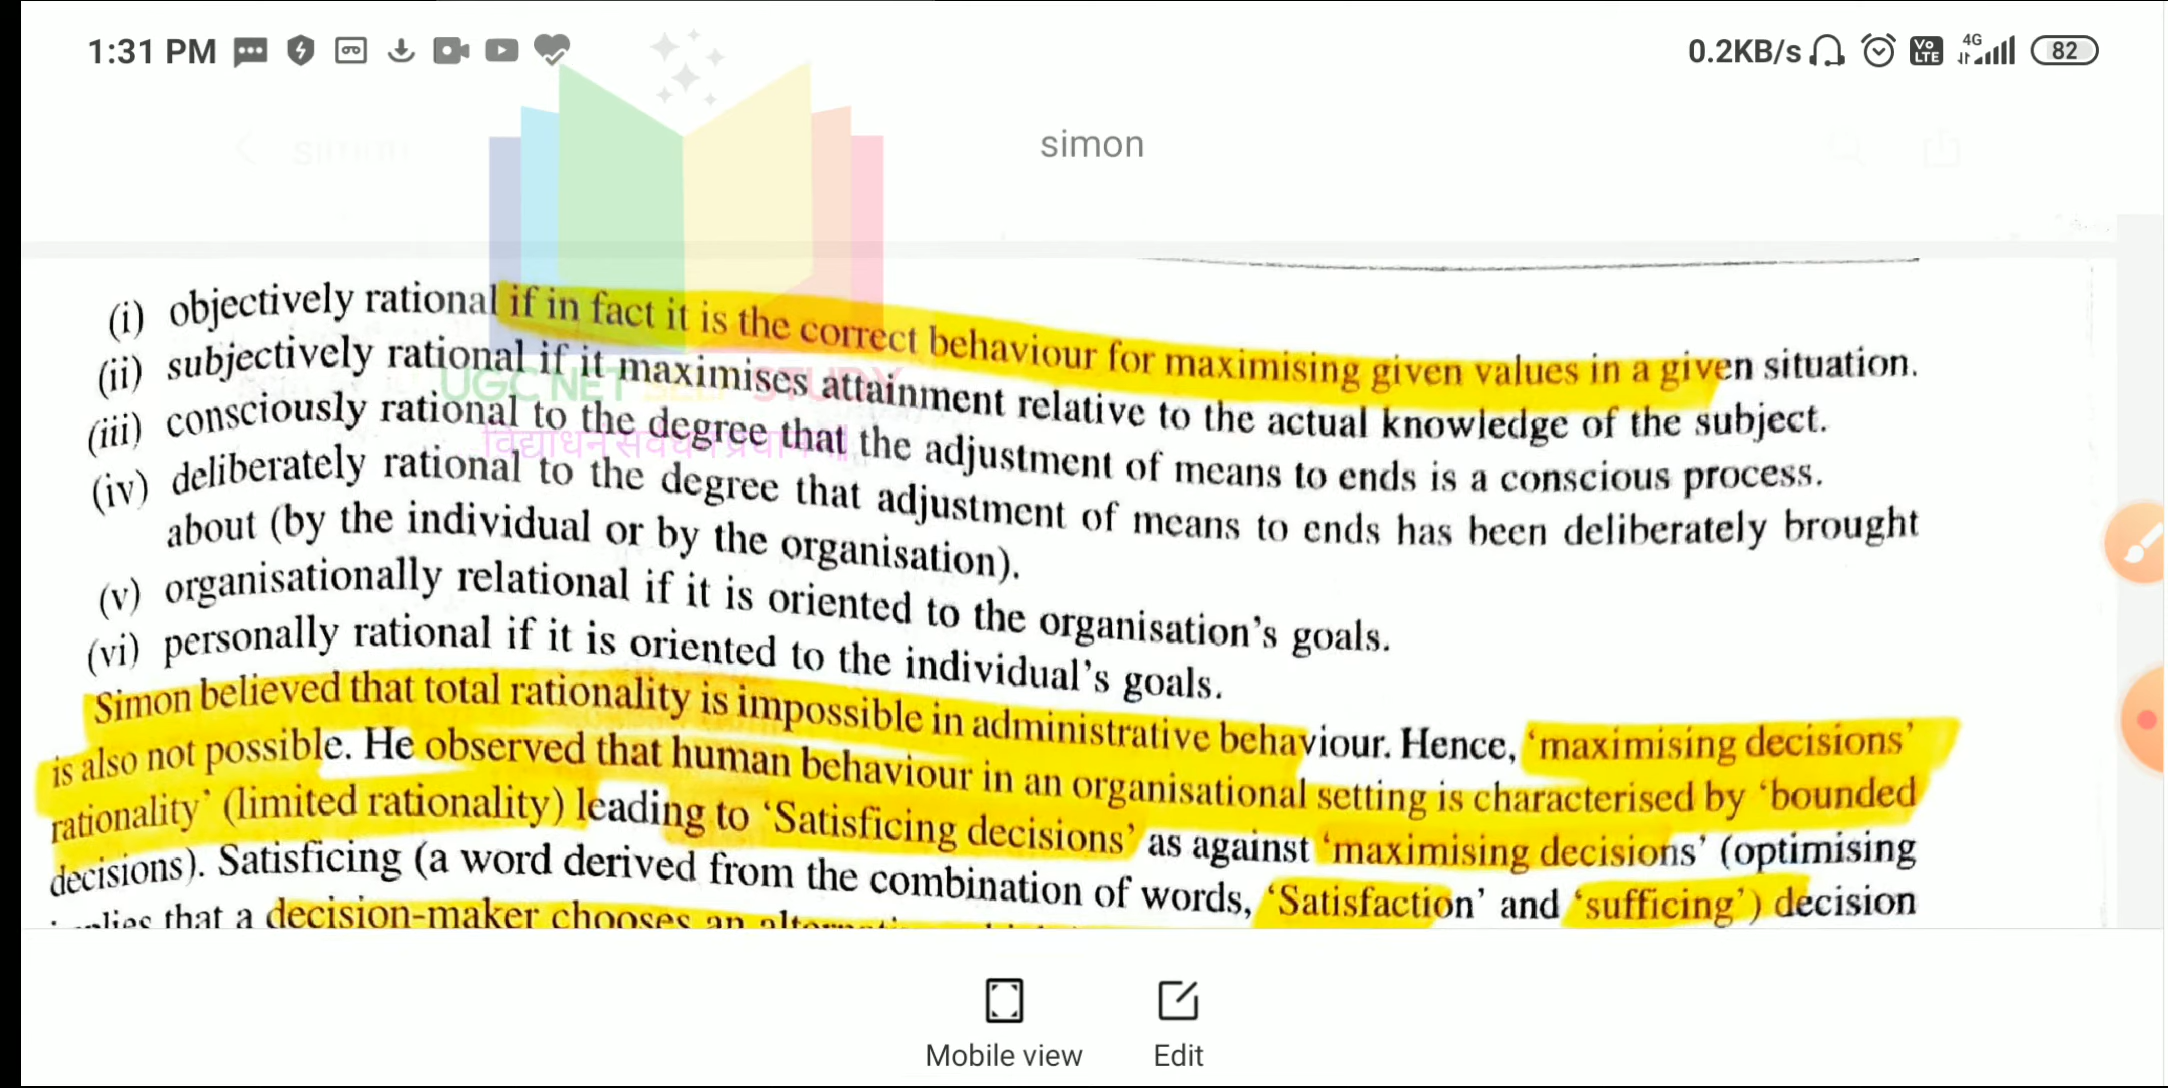 1:31 PM
0.2KB/s
Vo LTE
4G
82
simon
(i) objectively rational if in fact it is the correct behaviour for maximising given values in a given situation.
(ii) subjectively rational if it maximises attainment relative to the actual knowledge of the subject.
UGC NET SELF STUDY
(iii) consciously rational to the degree that the adjustment of means to ends is a conscious process.
(iv) deliberately rational to the degree that adjustment of means to ends has been deliberately brought
about (by the individual or by the organisation).
(v) organisationally relational if it is oriented to the organisation's goals.
(vi) personally rational if it is oriented to the individual's goals.
Simon believed that total rationality is impossible in administrative behaviour. Hence, 'maximising decisions'
is also not possible. He observed that human behaviour in an organisational setting is characterised by 'bounded
rationality' (limited rationality) leading to 'Satisficing decisions' as against 'maximising decisions' (optimising
decisions). Satisficing (a word derived from the combination of words, 'Satisfaction' and 'sufficing') decision
that a decision-maker chooses an
Mobile view
Edit